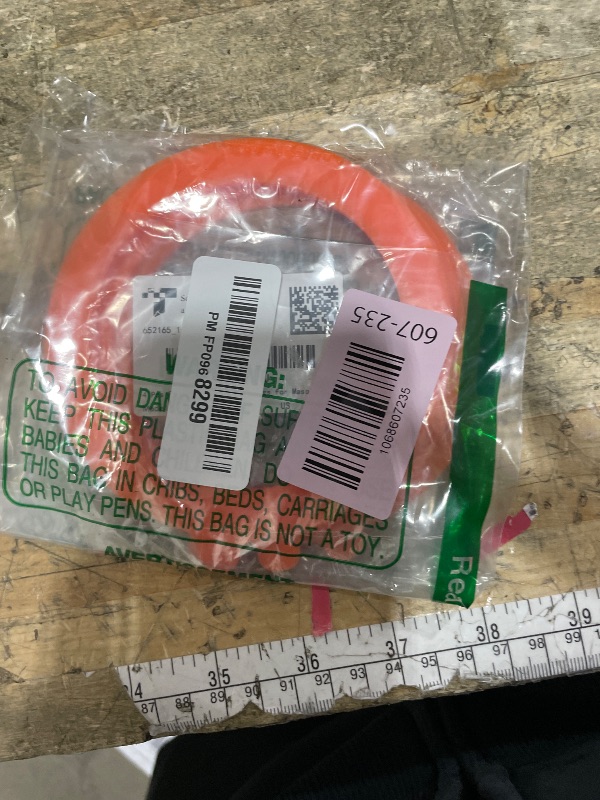 607-235
1068607235
PM FP096 8299
652165
G:
TO AVOID DAN
KEEP THIS PL
BABIES AND
THIS BAG IN CRIBS, BEDS, CARRIAGES
OR PLAY PENS. THIS BAG IS NOT A TOY.
Rea
4 35 36 37 38 39
87 88 89 90 91 92 93 94 95 96 97 98 99